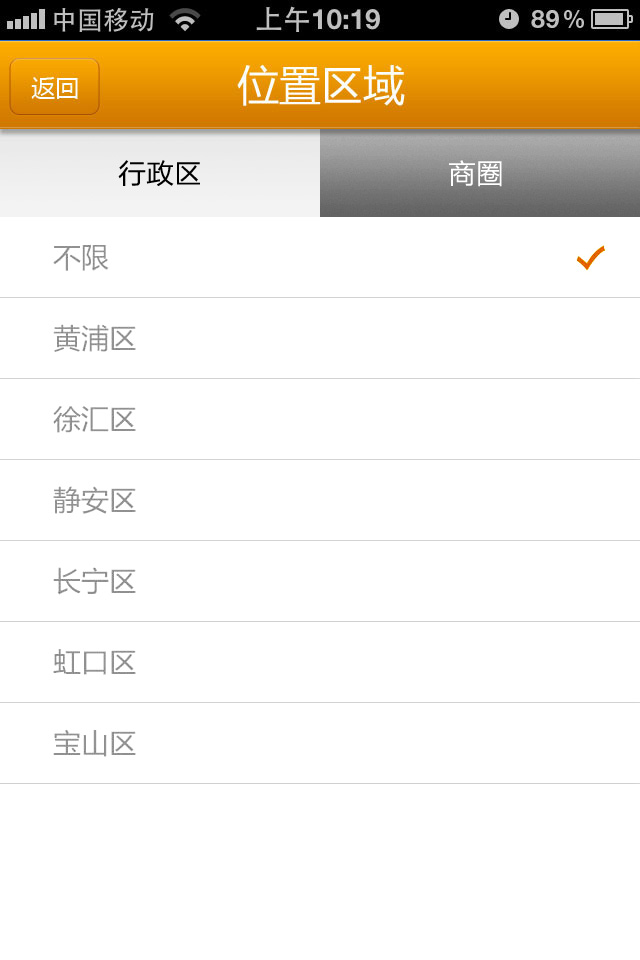 中国移动 上午10:19 89%
返回 位置区域
行政区 商圈
不限
黄浦区
徐汇区
静安区
长宁区
虹口区
宝山区